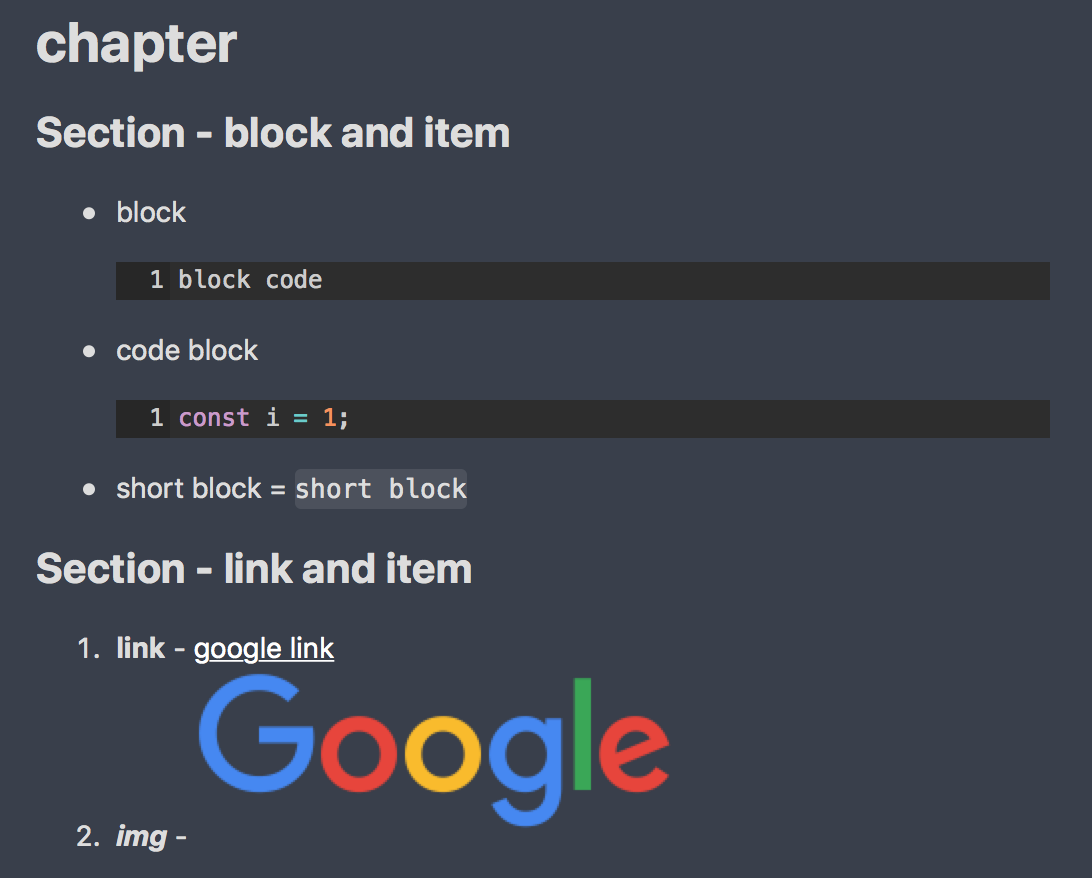 chapter
Section - block and item
block
1 block code
code block
1 const i = 1;
short block = short block
Section - link and item
1. link - google link
Google
2. img -